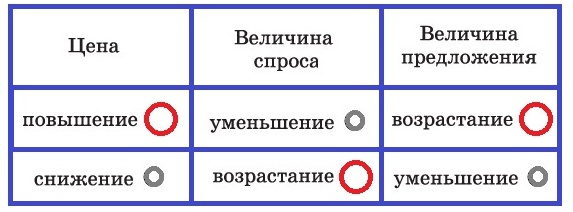 Цена
Величина
спроса
Величина
предложения
повышение
уменьшение
возрастание
снижение
возрастание
уменьшение